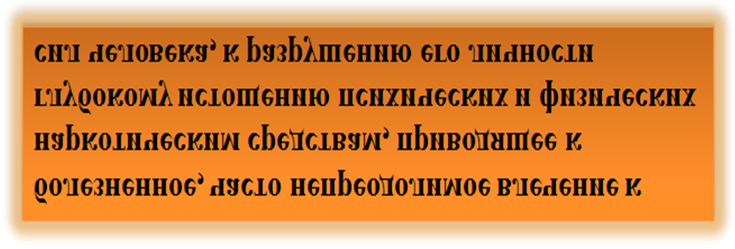 болезненное, часто непреодолимое влечение к
наркотическим средствам, приводящее к
глубокому истощению психических и физических
сил человека, к разрушению его личности